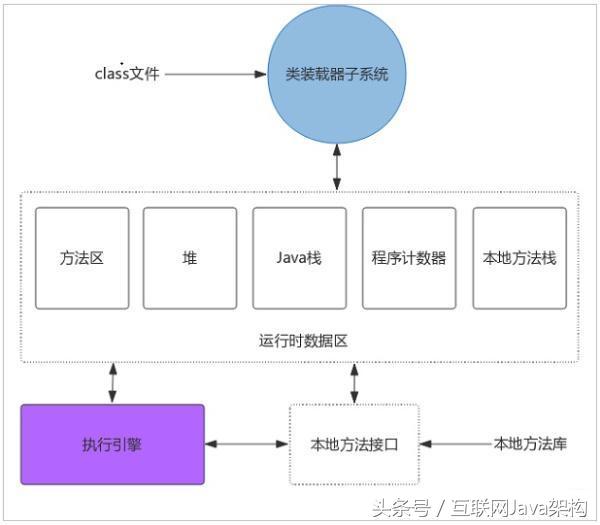 class文件
类装载器子系统
方法区
堆
Java栈
程序计数器
本地方法栈
运行时数据区
执行引擎
本地方法接口
本地方法库
头条号 / 互联网Java架构